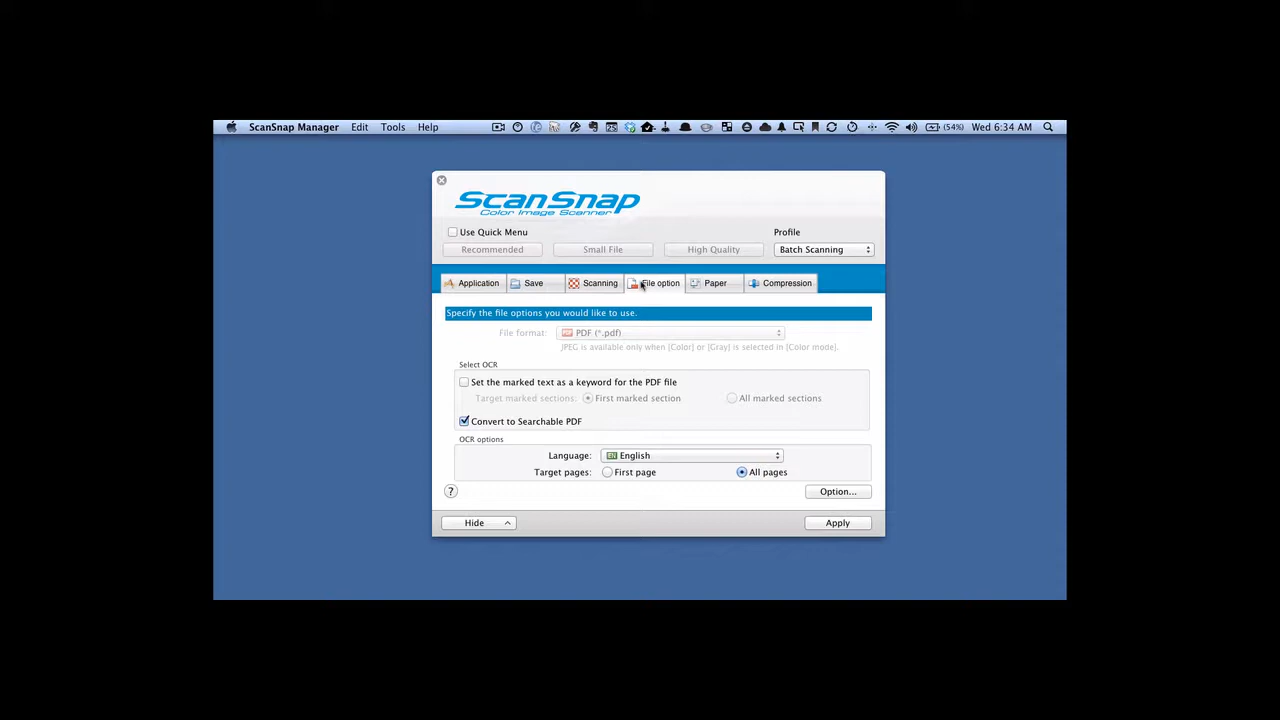 ScanSnap Manager Edit Tools Help (54%) Wed 6:34 AM
ScanSnap
Color Image Scanner
Use Quick Menu
Profile
Recommended Small File High Quality Batch Scanning
Application Save Scanning File option Paper Compression
Specify the file options you would like to use.
File format: PDF (*.pdf)
JPEG is available only when [Color] or [Gray] is selected in [Color mode].
Select OCR
Set the marked text as a keyword for the PDF file
Target marked sections: First marked section All marked sections
Convert to Searchable PDF
OCR options
Language: English
Target pages: First page All pages
? Option...
Hide Apply